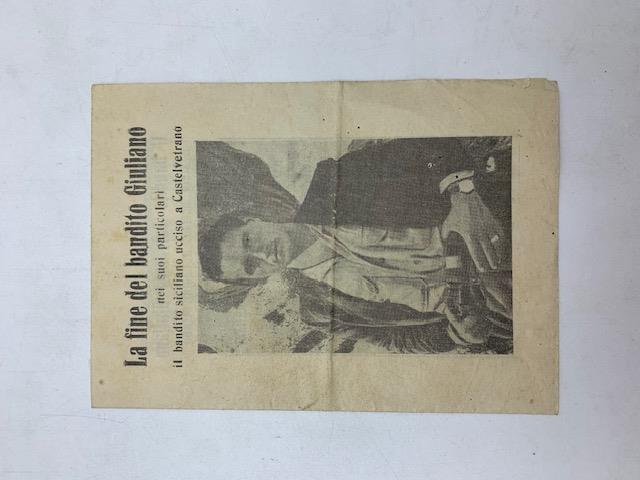 La fine del bandito Giuliano
nei suoi particolari
il bandito siciliano ucciso a Castelvetrano